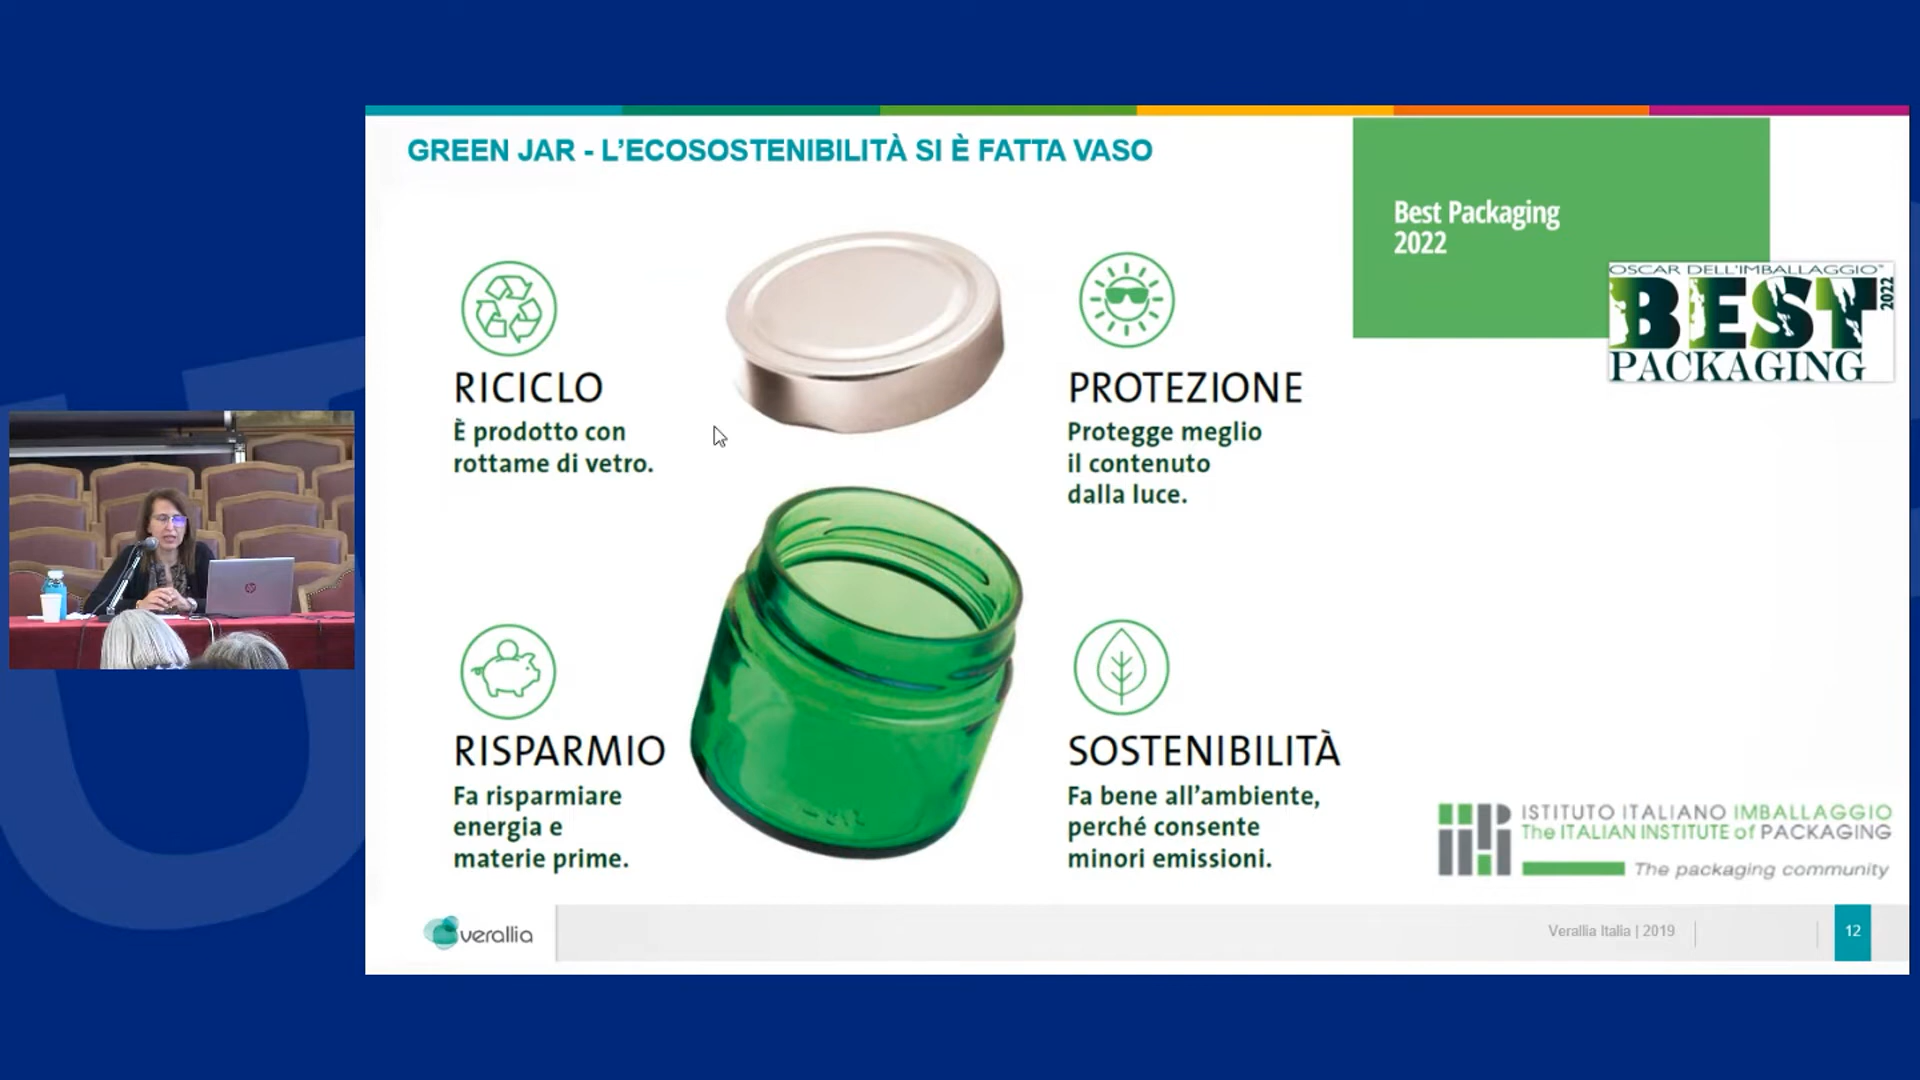 GREEN JAR - L’ECOSOSTENIBILITÀ SI È FATTA VASO
Best Packaging
2022
OSCAR DELL'IMBALLAGGIO™
BEST
2022
PACKAGING
RICICLO
È prodotto con
rottame di vetro.
PROTEZIONE
Protegge meglio
il contenuto
dalla luce.
RISPARMIO
Fa risparmiare
energia e
materie prime.
SOSTENIBILITÀ
Fa bene all’ambiente,
perché consente
minori emissioni.
ISTITUTO ITALIANO IMBALLAGGIO
The ITALIAN INSTITUTE of PACKAGING
The packaging community
verallia
Verallia Italia | 2019
12
hp